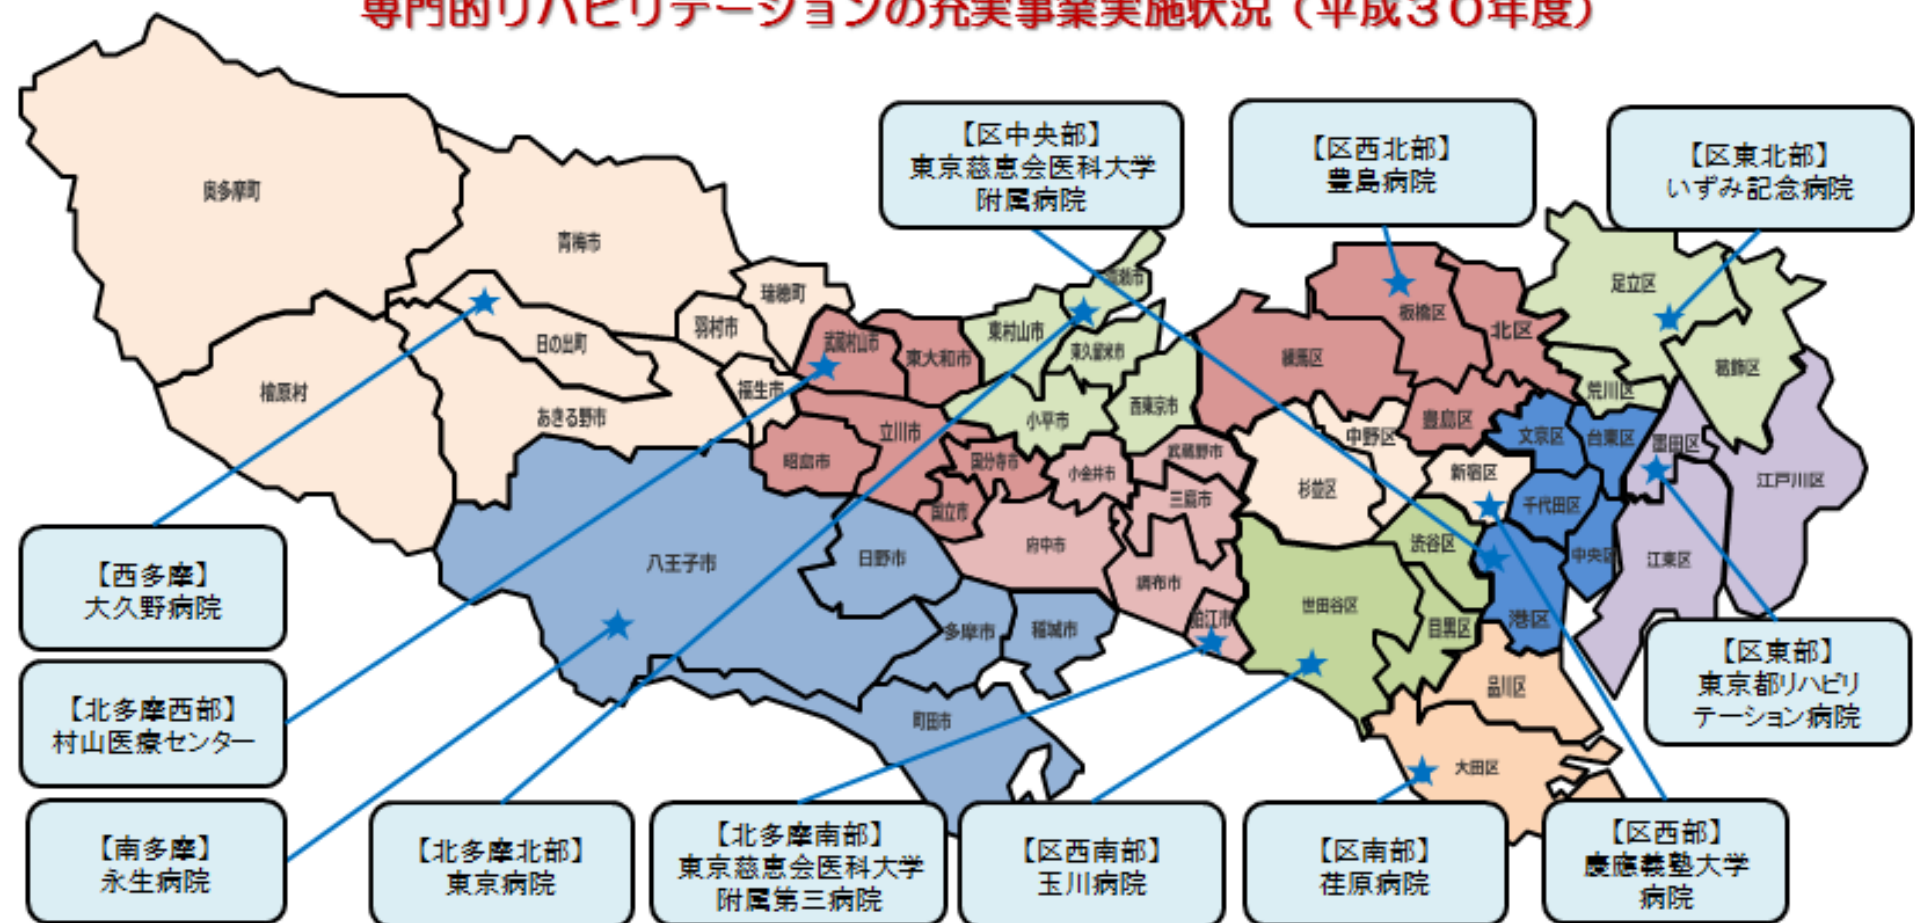 専門的リハビリテーションの充実事業実施状況（平成３０年度）
【区中央部】
東京慈恵会医科大学
附属病院
【区西北部】
豊島病院
【区東北部】
いずみ記念病院
奥多摩町
青梅市
瑞穂町
羽村市
日の出町
檜原村
あきる野市
福生市
武蔵村山市
東大和市
東村山市
清瀬市
東久留米市
小平市
西東京市
立川市
昭島市
国分寺市
国立市
小金井市
武蔵野市
三鷹市
府中市
調布市
狛江市
八王子市
日野市
多摩市
稲城市
町田市
練馬区
板橋区
北区
豊島区
足立区
葛飾区
荒川区
中野区
杉並区
新宿区
文京区
台東区
千代田区
中央区
港区
墨田区
江東区
江戸川区
渋谷区
世田谷区
目黒区
品川区
大田区
【西多摩】
大久野病院
【北多摩西部】
村山医療センター
【南多摩】
永生病院
【北多摩北部】
東京病院
【北多摩南部】
東京慈恵会医科大学
附属第三病院
【区西南部】
玉川病院
【区南部】
荏原病院
【区西部】
慶應義塾大学
病院
【区東部】
東京都リハビリ
テーション病院